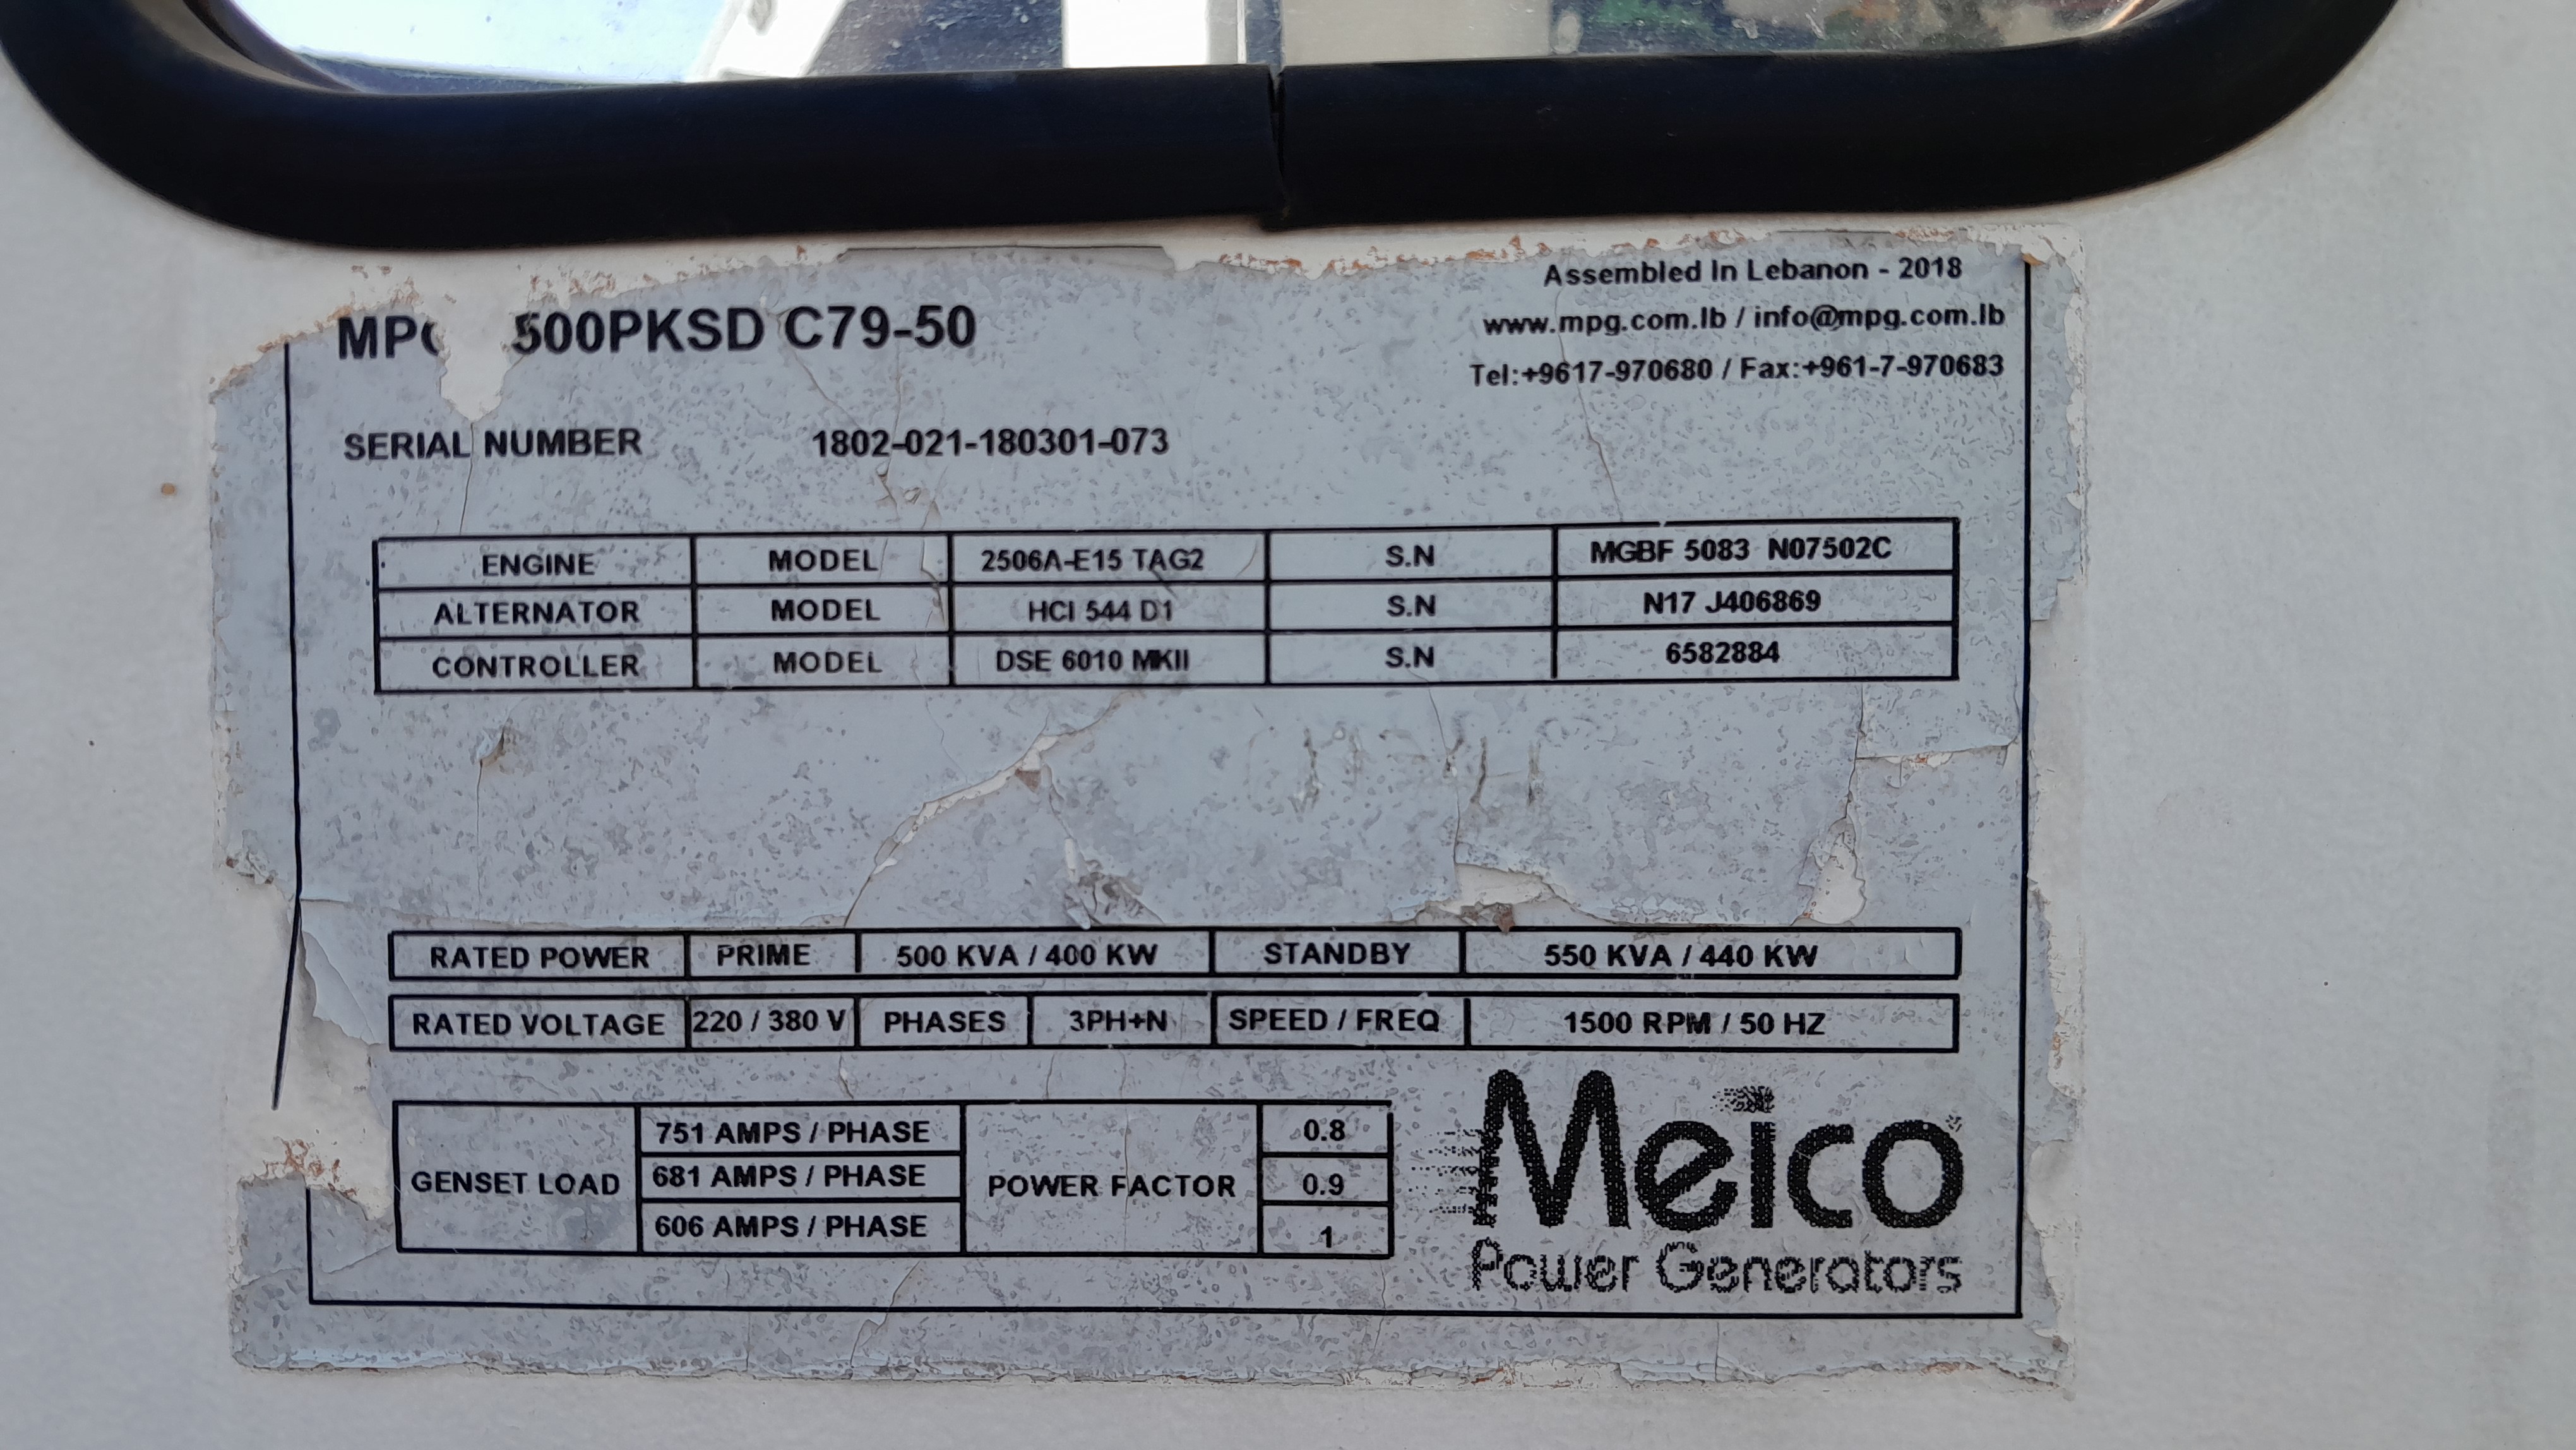 Assembled In Lebanon - 2018
500PKSD C79-50
www.mpg.com.lb / info@mpg.com.lb
Tel:+9617-970680 / Fax:+961-7-970683
SERIAL NUMBER 1802-021-180301-073
ENGINE MODEL 2506A-E15 TAG2 S.N MGBF 5083 N07502C
ALTERNATOR MODEL HCI 544 D1 S.N N17 J406869
CONTROLLER MODEL DSE 6010 MKII S.N 6582884
RATED POWER PRIME 500 KVA / 400 KW STANDBY 550 KVA / 440 KW
RATED VOLTAGE 220 / 380 V PHASES 3PH+N SPEED / FREQ 1500 RPM / 50 HZ
GENSET LOAD
751 AMPS / PHASE
681 AMPS / PHASE
606 AMPS / PHASE
POWER FACTOR
0.8
0.9
1
Meico
Power Generators